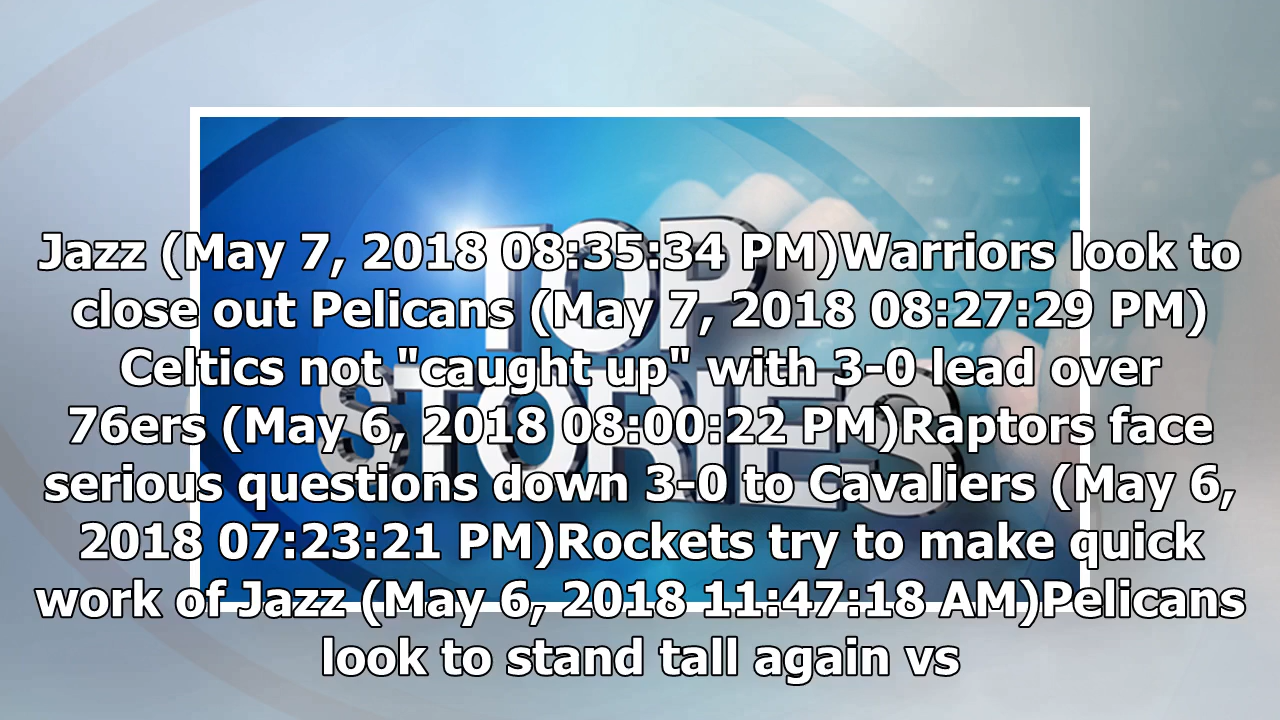 Jazz (May 7, 2018 08:35:34 PM)Warriors look to
close out Pelicans (May 7, 2018 08:27:29 PM)
Celtics not "caught up" with 3-0 lead over
76ers (May 6, 2018 08:00:22 PM)Raptors face
serious questions down 3-0 to Cavaliers (May 6,
2018 07:23:21 PM)Rockets try to make quick
work of Jazz (May 6, 2018 11:47:18 AM)Pelicans
look to stand tall again vs
TOP
STORIES